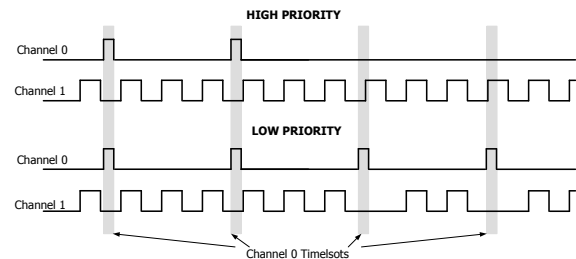 HIGH PRIORITY
Channel 0
Channel 1
LOW PRIORITY
Channel 0
Channel 1
Channel 0 Timelsots